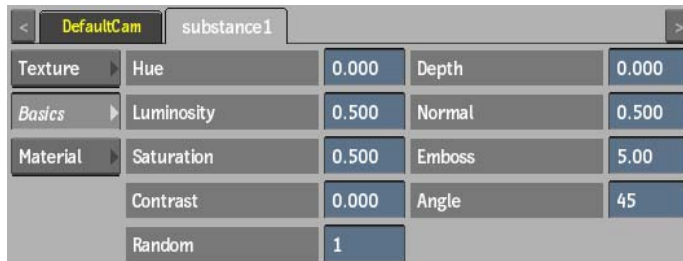 < DefaultCam substance1 >
Texture Hue 0.000 Depth 0.000
Basics Luminosity 0.500 Normal 0.500
Material Saturation 0.500 Emboss 5.00
Contrast 0.000 Angle 45
Random 1